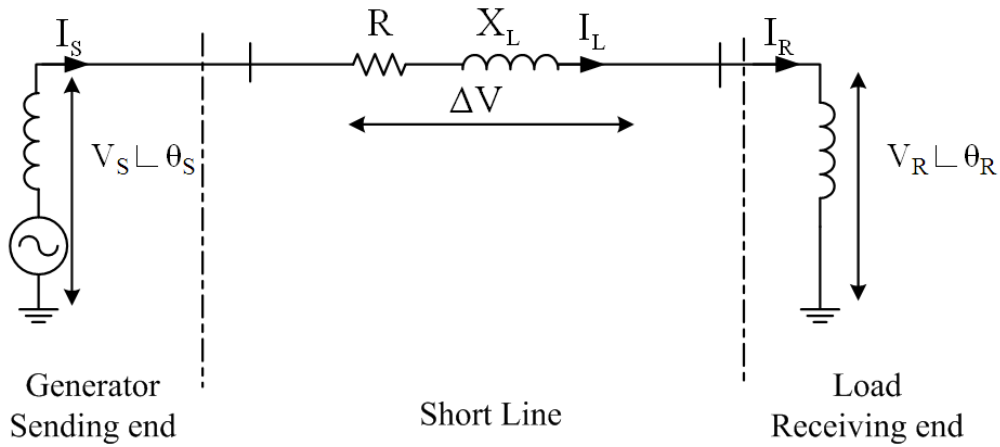 I_S
R
X_L
I_L
I_R
ΔV
V_S∟θ_S
V_R∟θ_R
Generator
Sending end
Short Line
Load
Receiving end